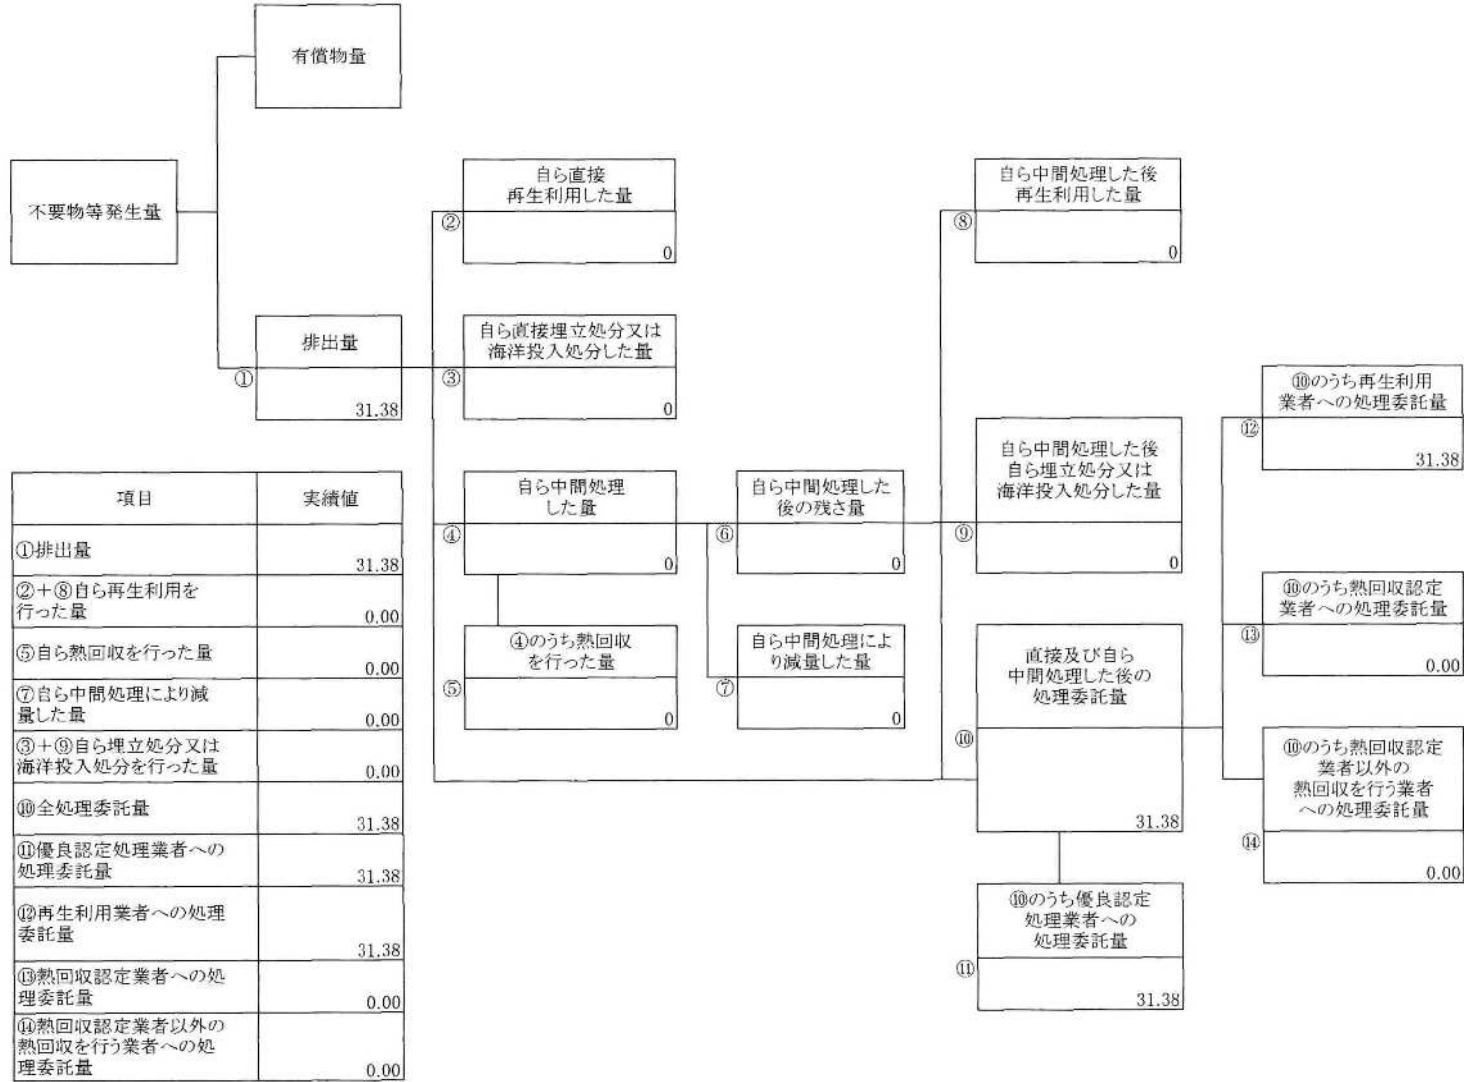 有償物量
不要物等発生量
①
排出量
31.38
②
自ら直接
再生利用した量
0
③
自ら直接埋立処分又は
海洋投入処分した量
0
④
自ら中間処理
した量
0
⑤
④のうち熱回収
を行った量
0
⑥
自ら中間処理した
後の残さ量
0
⑦
自ら中間処理によ
り減量した量
0
⑧
自ら中間処理した後
再生利用した量
0
⑨
自ら中間処理した後
自ら埋立処分又は
海洋投入処分した量
0
⑩
直接及び自ら
中間処理した後の
処理委託量
31.38
⑪
⑩のうち優良認定
処理業者への
処理委託量
31.38
⑫
⑩のうち再生利用
業者への処理委託量
31.38
⑬
⑩のうち熱回収認定
業者への処理委託量
0.00
⑭
⑩のうち熱回収認定
業者以外の
熱回収を行う業者
への処理委託量
0.00
項目 実績値
①排出量
31.38
②+⑧自ら再生利用を
行った量
0.00
⑤自ら熱回収を行った量
0.00
⑦自ら中間処理により減
量した量
0.00
③+⑨自ら埋立処分又は
海洋投入処分を行った量
0.00
⑩全処理委託量
31.38
⑪優良認定処理業者への
処理委託量
31.38
⑫再生利用業者への処理
委託量
31.38
⑬熱回収認定業者への処
理委託量
0.00
⑭熱回収認定業者以外の
熱回収を行う業者への処
理委託量
0.00